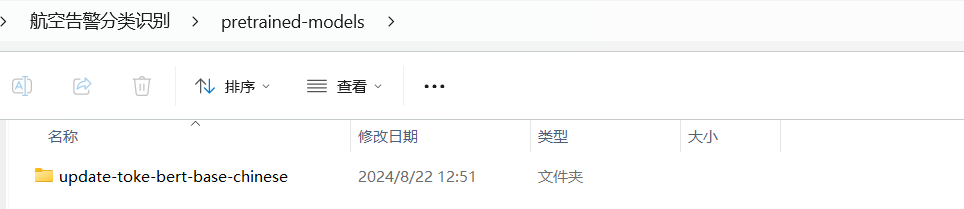 航空告警分类识别 pretrained-models
排序 查看
名称 修改日期 类型 大小
update-toke-bert-base-chinese 2024/8/22 12:51 文件夹